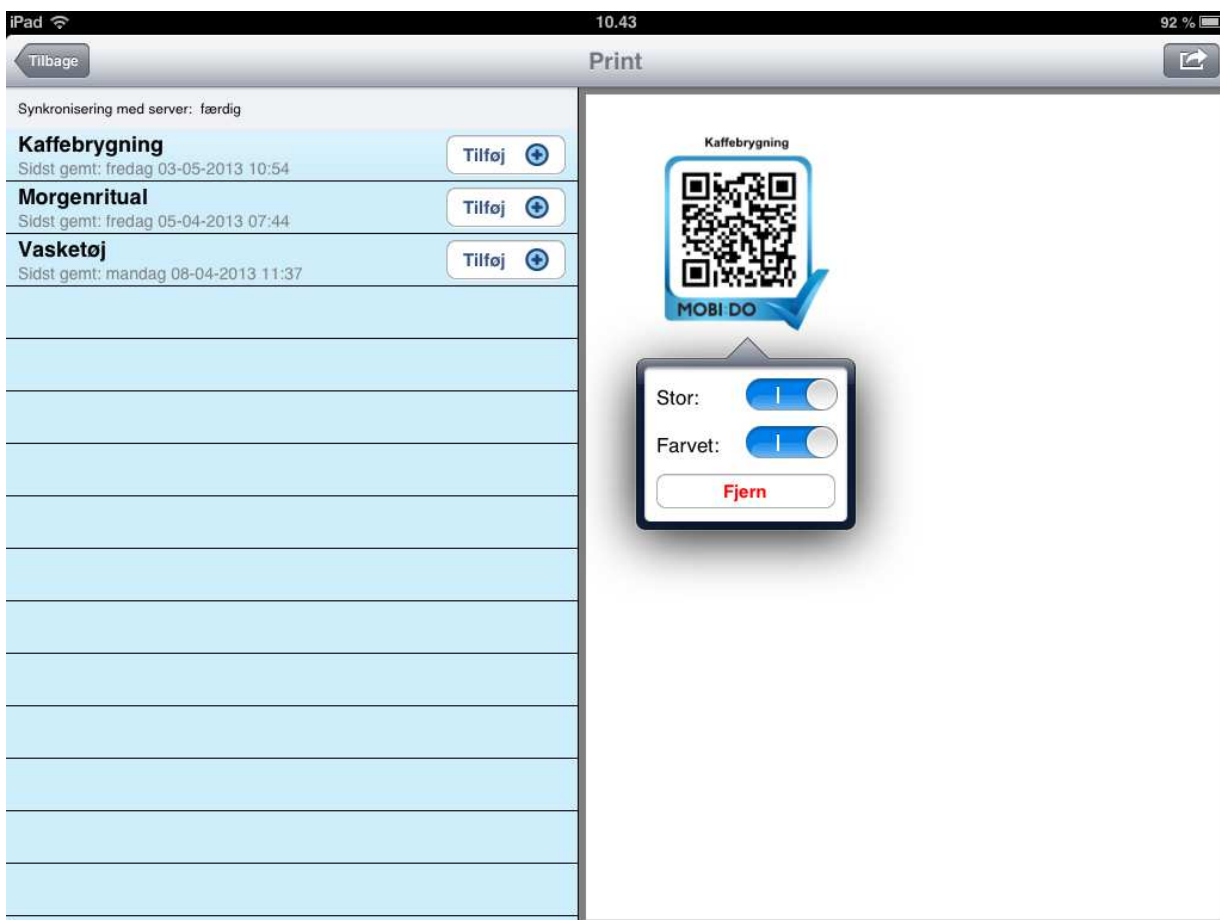 iPad 10.43 92 %
Tilbage Print
Synkronisering med server: færdig
Kaffebrygning
Sidst gemt: fredag 03-05-2013 10:54
Tilføj
Morgenritual
Sidst gemt: fredag 05-04-2013 07:44
Tilføj
Vasketøj
Sidst gemt: mandag 08-04-2013 11:37
Tilføj
Kaffebrygning
MOBI:DO
Stor:
Farvet:
Fjern